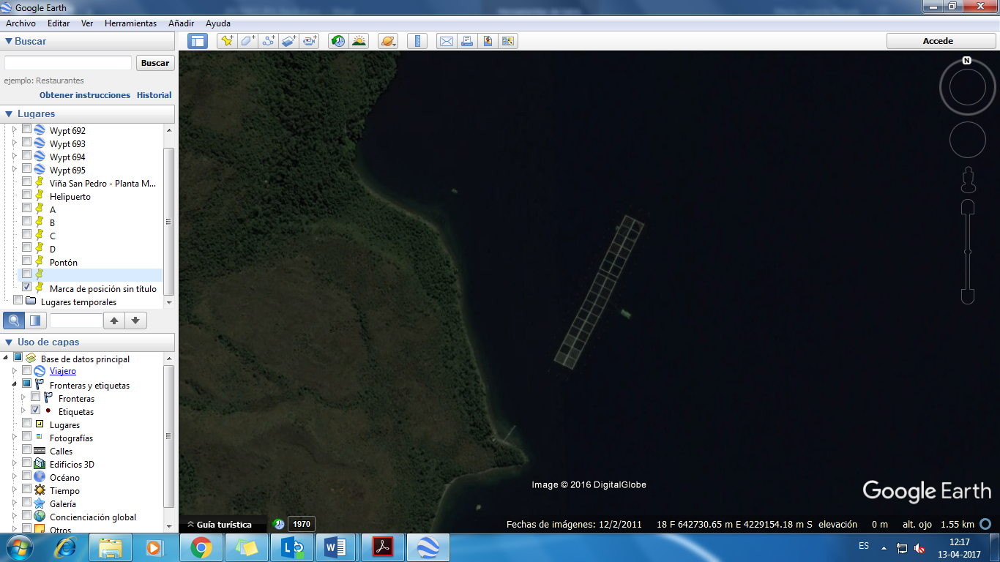 Google Earth
Archivo Editar Ver Herramientas Añadir Ayuda
Buscar
Accede
Buscar
ejemplo: Restaurantes
Obtener instrucciones Historial
N
Lugares
Wypt 692
Wypt 693
Wypt 694
Wypt 695
Viña San Pedro - Planta M...
Helipuerto
A
B
C
D
Pontón
Marca de posición sin título
Lugares temporales
Uso de capas
Base de datos principal
Viajero
Fronteras y etiquetas
Fronteras
Etiquetas
Lugares
Fotografías
Calles
Edificios 3D
Océano
Tiempo
Galería
Concienciación global
Otros
Image © 2016 DigitalGlobe
Google Earth
Guía turística 1970
Fechas de imágenes: 12/2/2011 18 F 642730.65 m E 4229154.18 m S elevación 0 m alt. ojo 1.55 km
ES
12:17
13-04-2017